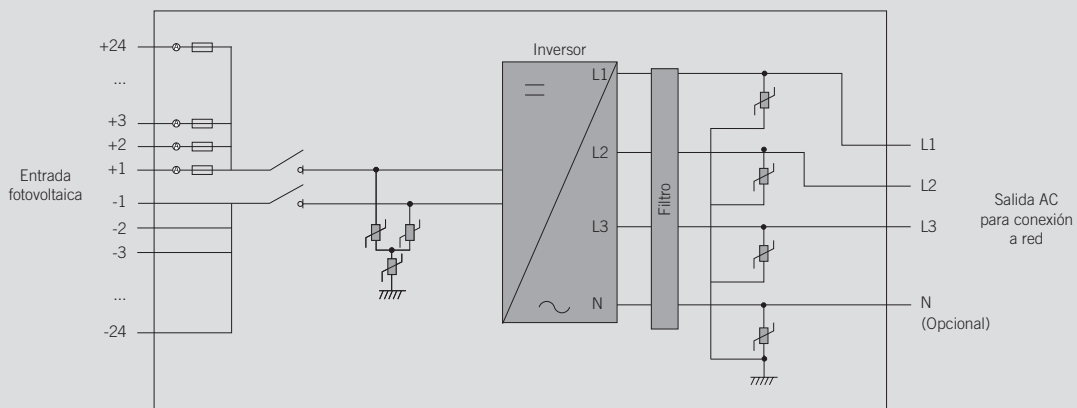 Inversor
+24
...
+3
+2
+1
Entrada
fotovoltaica
-1
-2
-3
...
-24
A
A
A
A
L1
L2
L3
N
Filtro
L1
L2
L3
N
(Opcional)
Salida AC
para conexión
a red